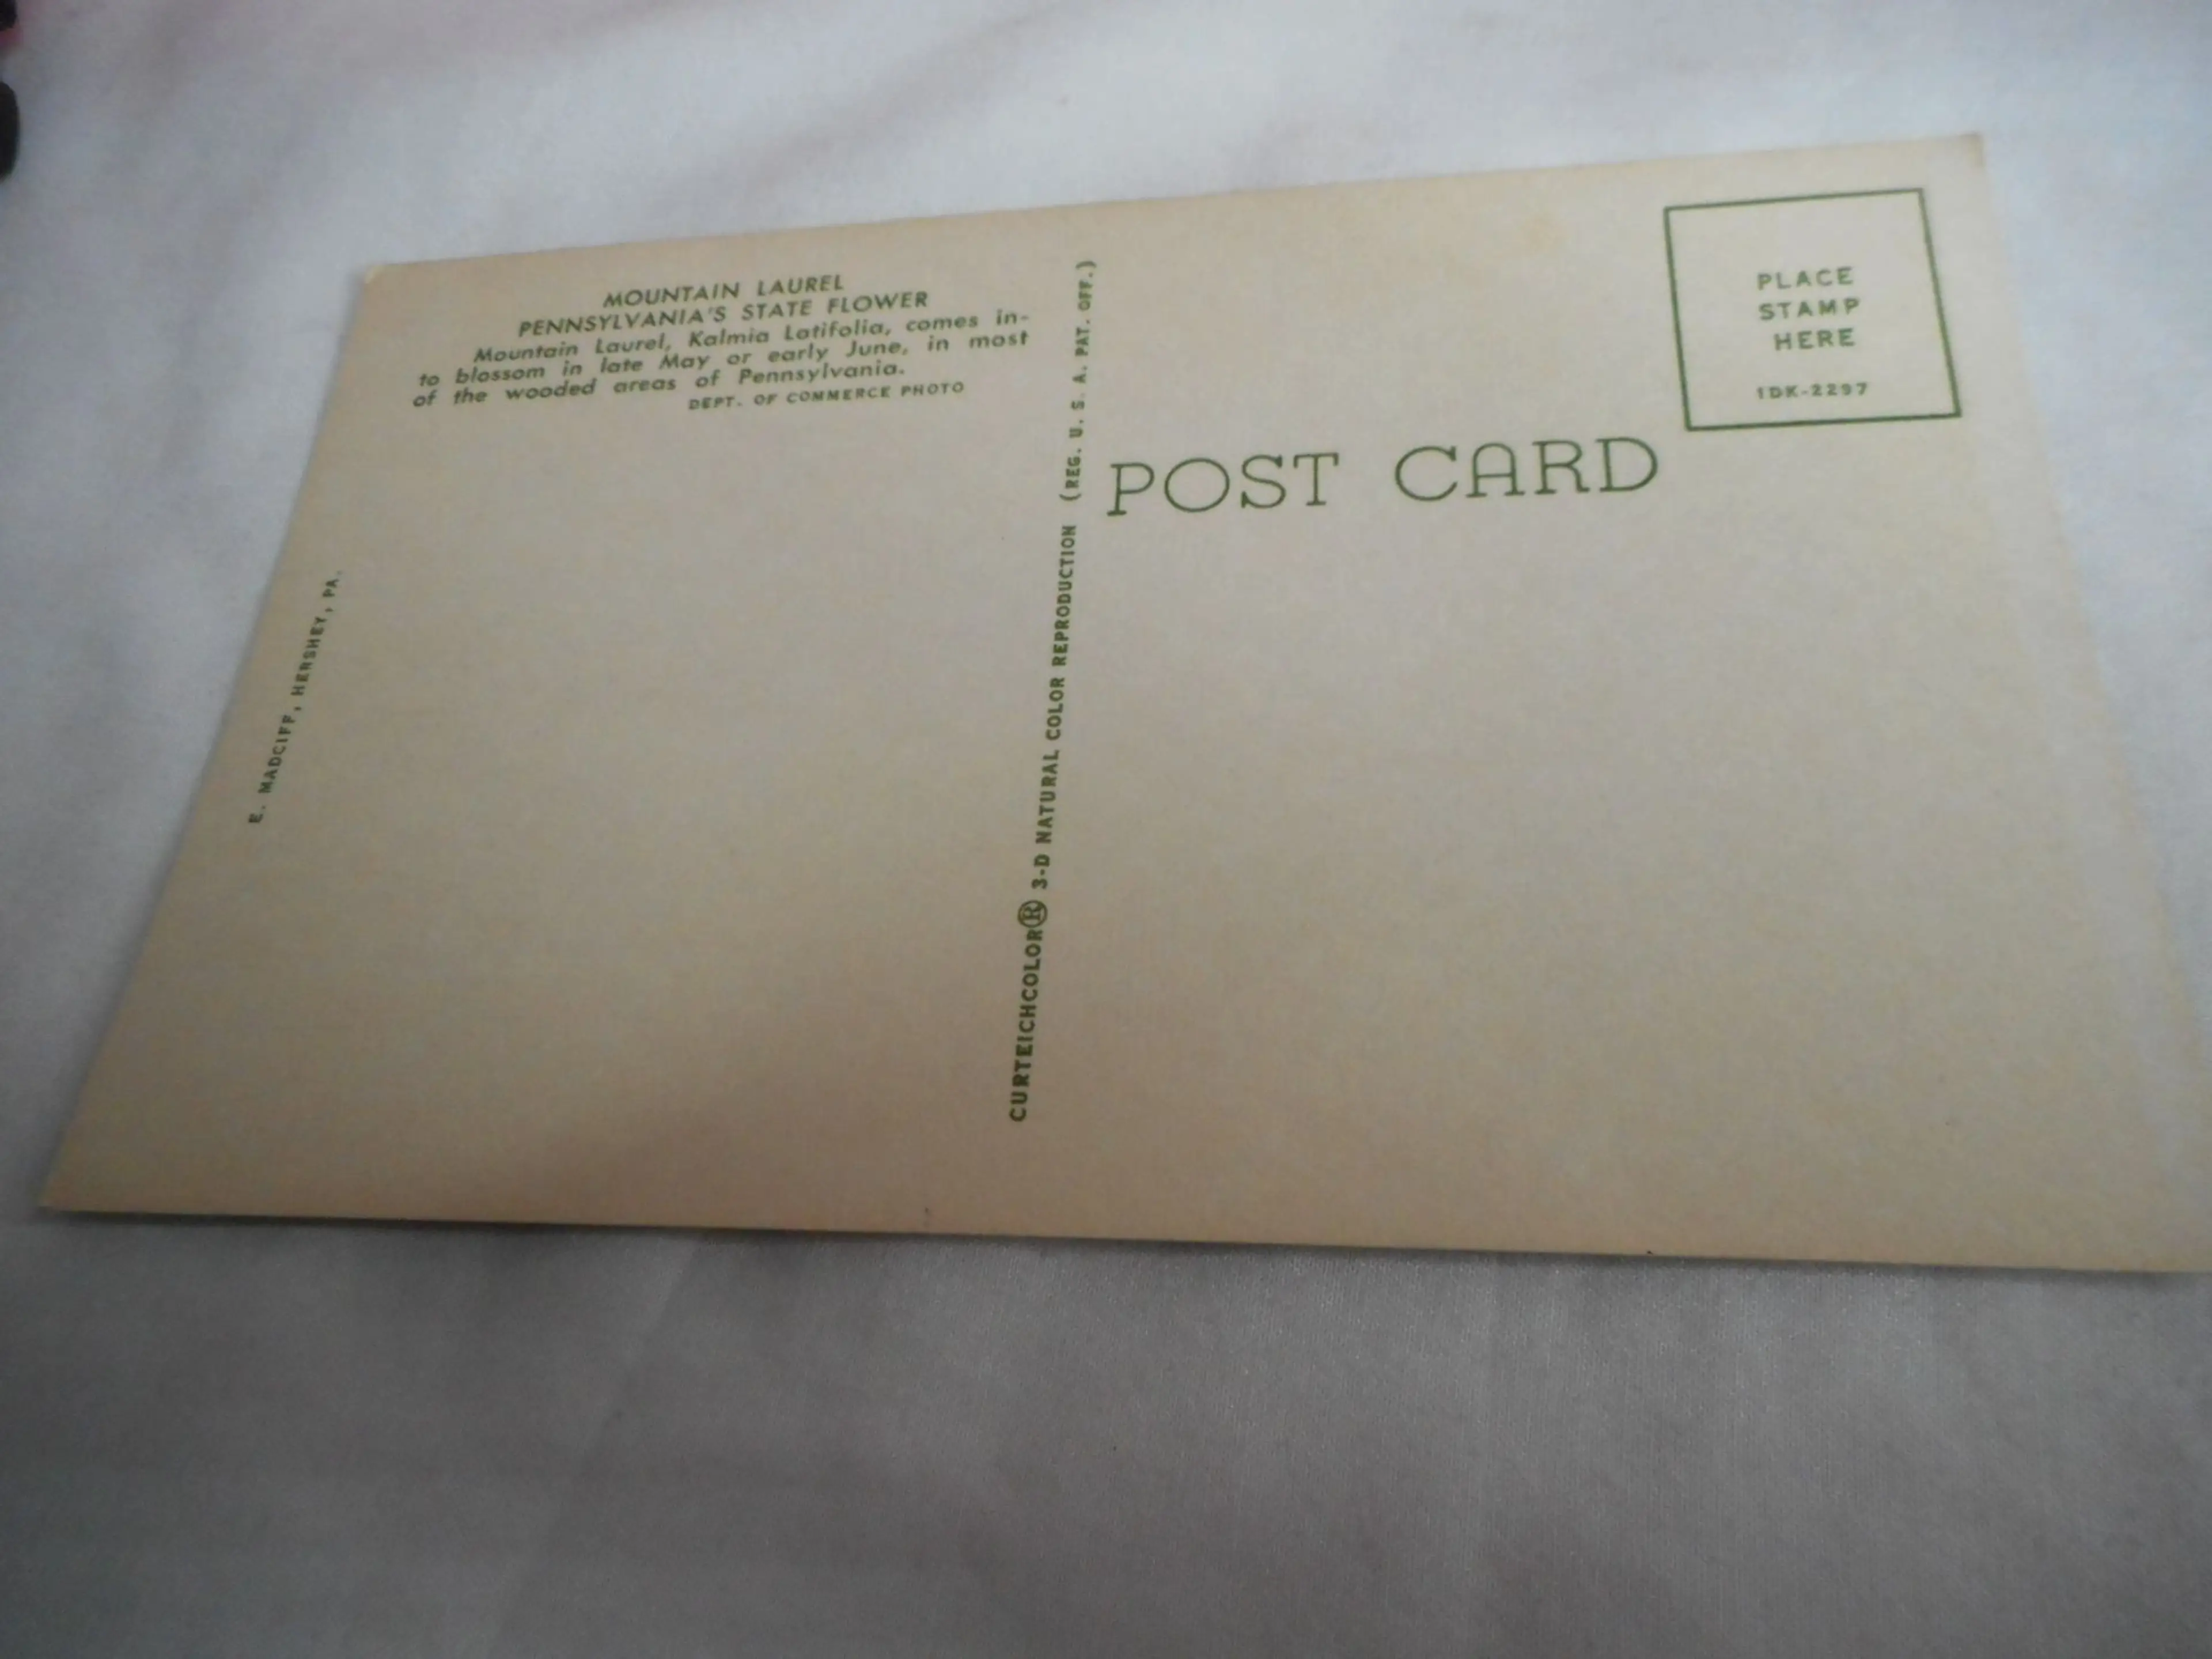 MOUNTAIN LAUREL
PENNSYLVANIA'S STATE FLOWER
Mountain Laurel, Kalmia Latifolia, comes in-
to blossom in late May or early June, in most
of the wooded areas of Pennsylvania.
DEPT. OF COMMERCE PHOTO
E. MADCIFF, HERSHEY, PA.
CURTEICHCOLOR® 3-D NATURAL COLOR REPRODUCTION (REG. U. S. A. PAT. OFF.)
POST CARD
PLACE
STAMP
HERE
1DK-2297